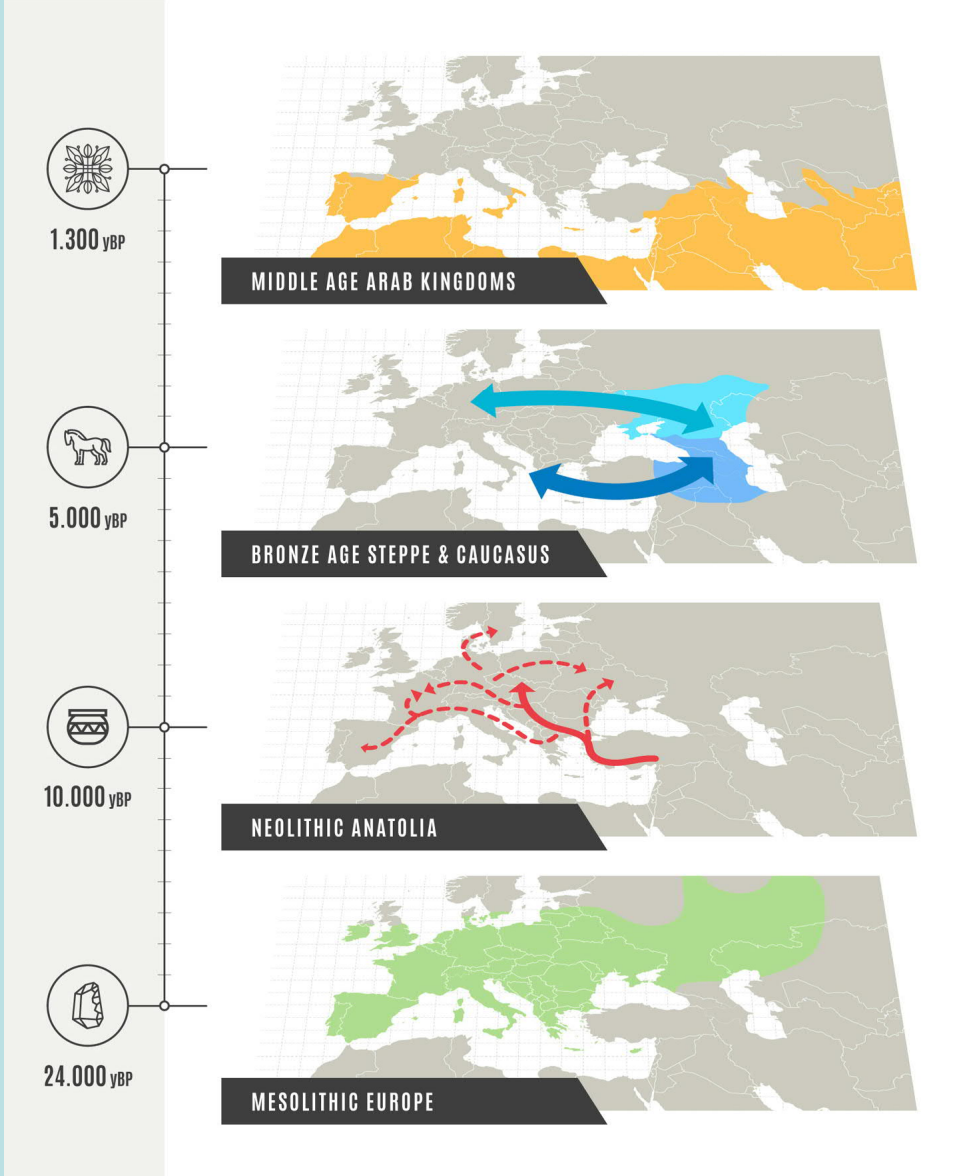 1.300 yBP
MIDDLE AGE ARAB KINGDOMS
5.000 yBP
BRONZE AGE STEPPE & CAUCASUS
10.000 yBP
NEOLITHIC ANATOLIA
24.000 yBP
MESOLITHIC EUROPE